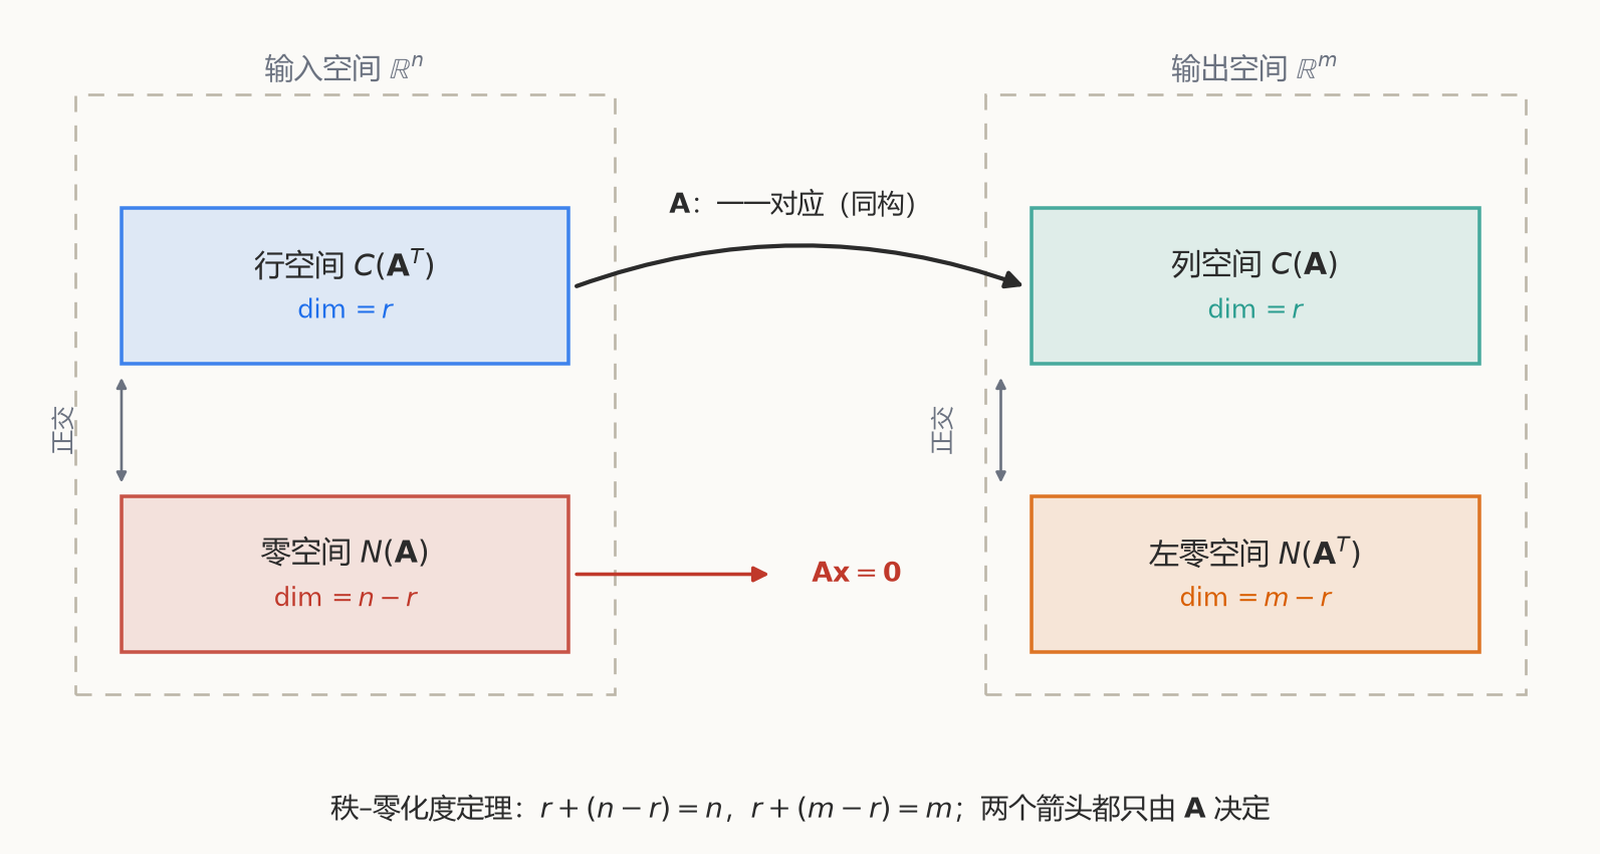 输入空间 ℝⁿ
输出空间 ℝᵐ
A：一一对应（同构）
行空间 C(Aᵀ)
dim = r
列空间 C(A)
dim = r
正交
正交
零空间 N(A)
dim = n − r
Ax = 0
左零空间 N(Aᵀ)
dim = m − r
秩–零化度定理：r + (n − r) = n，r + (m − r) = m；两个箭头都只由 A 决定